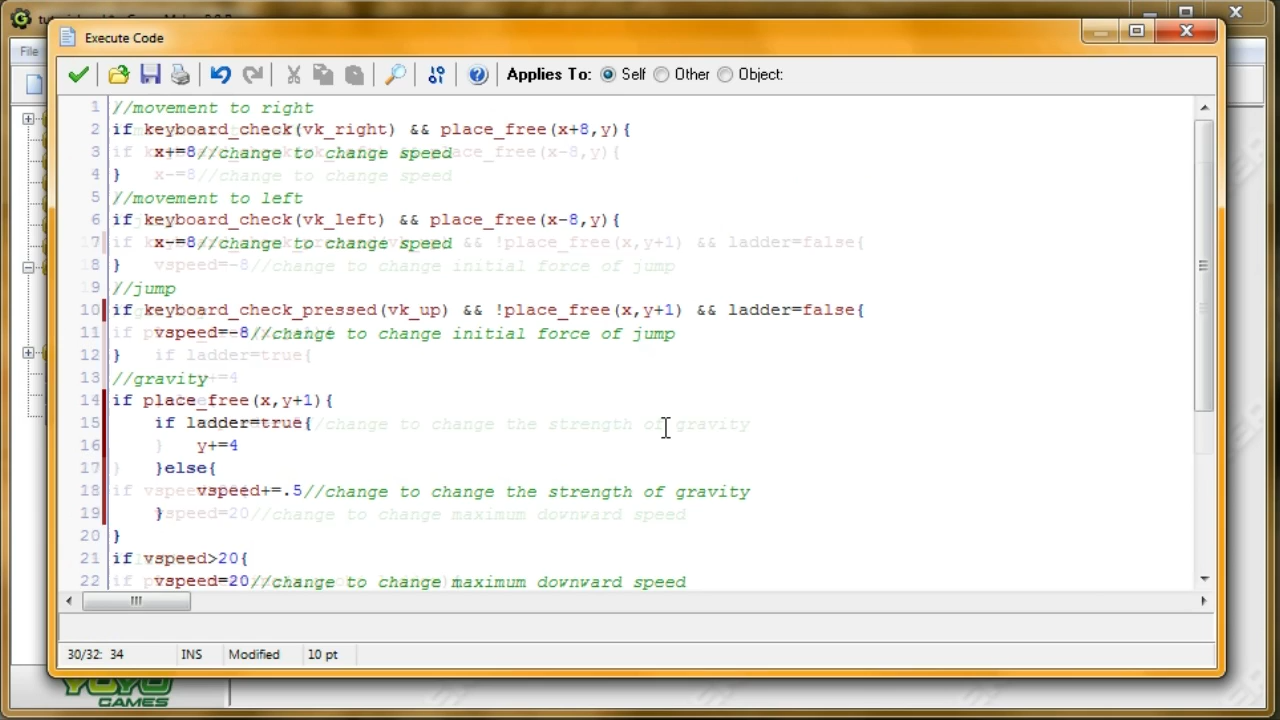 Execute Code
File
Applies To: Self Other Object:
1 //movement to right
2 if keyboard_check(vk_right) && place_free(x+8,y){
3 x+=8//change to change speed
4 }
5 //movement to left
6 if keyboard_check(vk_left) && place_free(x-8,y){
7 x-=8//change to change speed
8 }
9 //jump
10 if keyboard_check_pressed(vk_up) && !place_free(x,y+1) && ladder=false{
11 vspeed=-8//change to change initial force of jump
12 }
13 //gravity
14 if place_free(x,y+1){
15 if ladder=true{
16 y+=4
17 }else{
18 vspeed+=.5//change to change the strength of gravity
19 }
20 }
21 if vspeed>20{
22 vspeed=20//change to change maximum downward speed
30/32: 34 INS Modified 10 pt
YOYO
GAMES